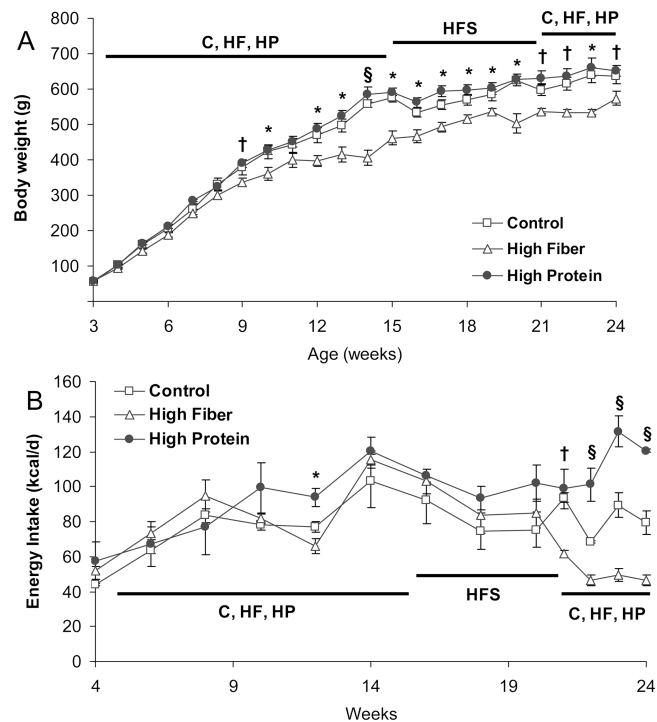 A
C, HF, HP
HFS
C, HF, HP
800
700
600
500
400
300
200
100
Body weight (g)
† * * * § * * * * * * † † * †
Control
High Fiber
High Protein
3 6 9 12 15 18 21 24
Age (weeks)
B
160
140
120
100
80
60
40
20
0
Energy Intake (kcal/d)
Control
High Fiber
High Protein
* † § § §
C, HF, HP
HFS
C, HF, HP
4 9 14 19 24
Weeks